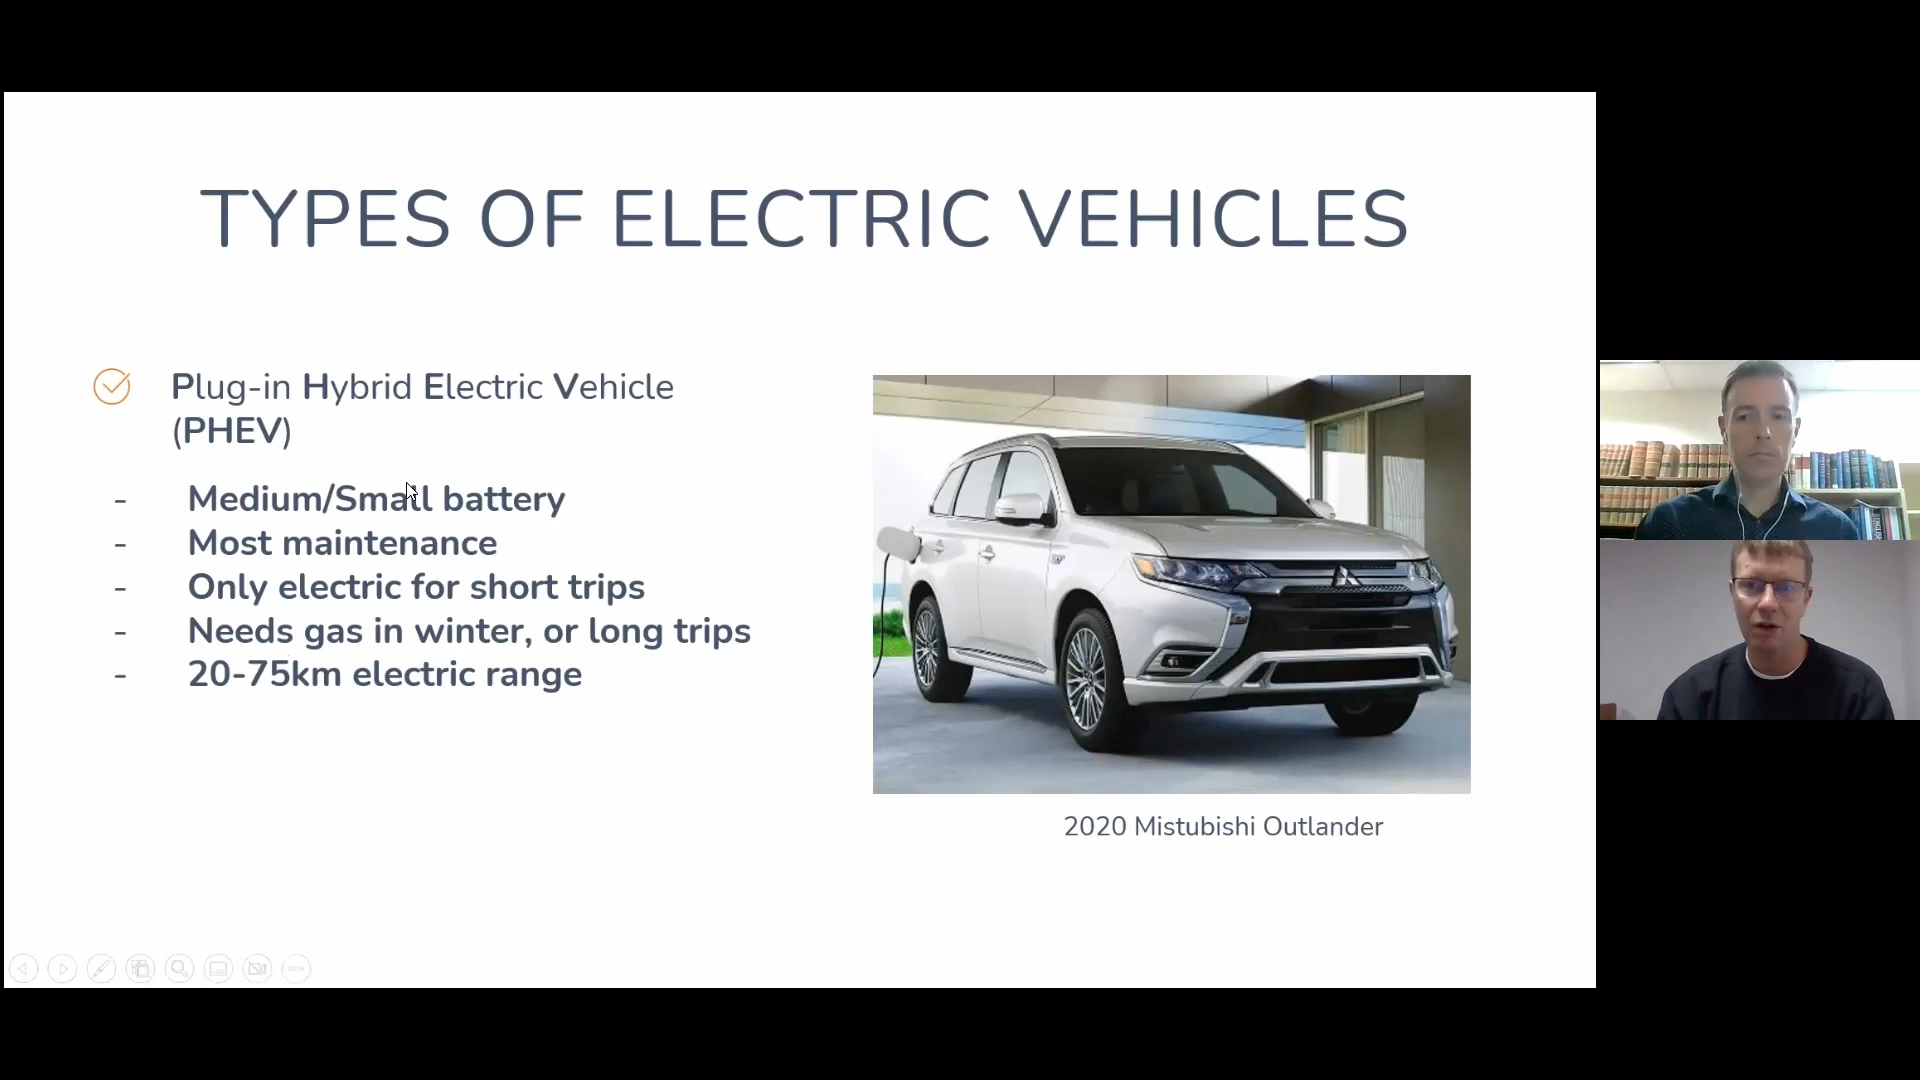 TYPES OF ELECTRIC VEHICLES
Plug-in Hybrid Electric Vehicle
(PHEV)
- Medium/Small battery
- Most maintenance
- Only electric for short trips
- Needs gas in winter, or long trips
- 20-75km electric range
2020 Mistubishi Outlander